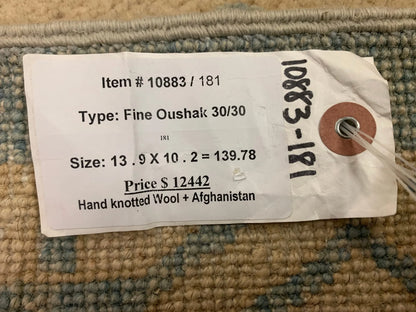 Item # 10883 / 181
Type: Fine Oushak 30/30
181
Size: 13 . 9 X 10 . 2 = 139.78
Price $ 12442
Hand knotted Wool + Afghanistan
10883-181